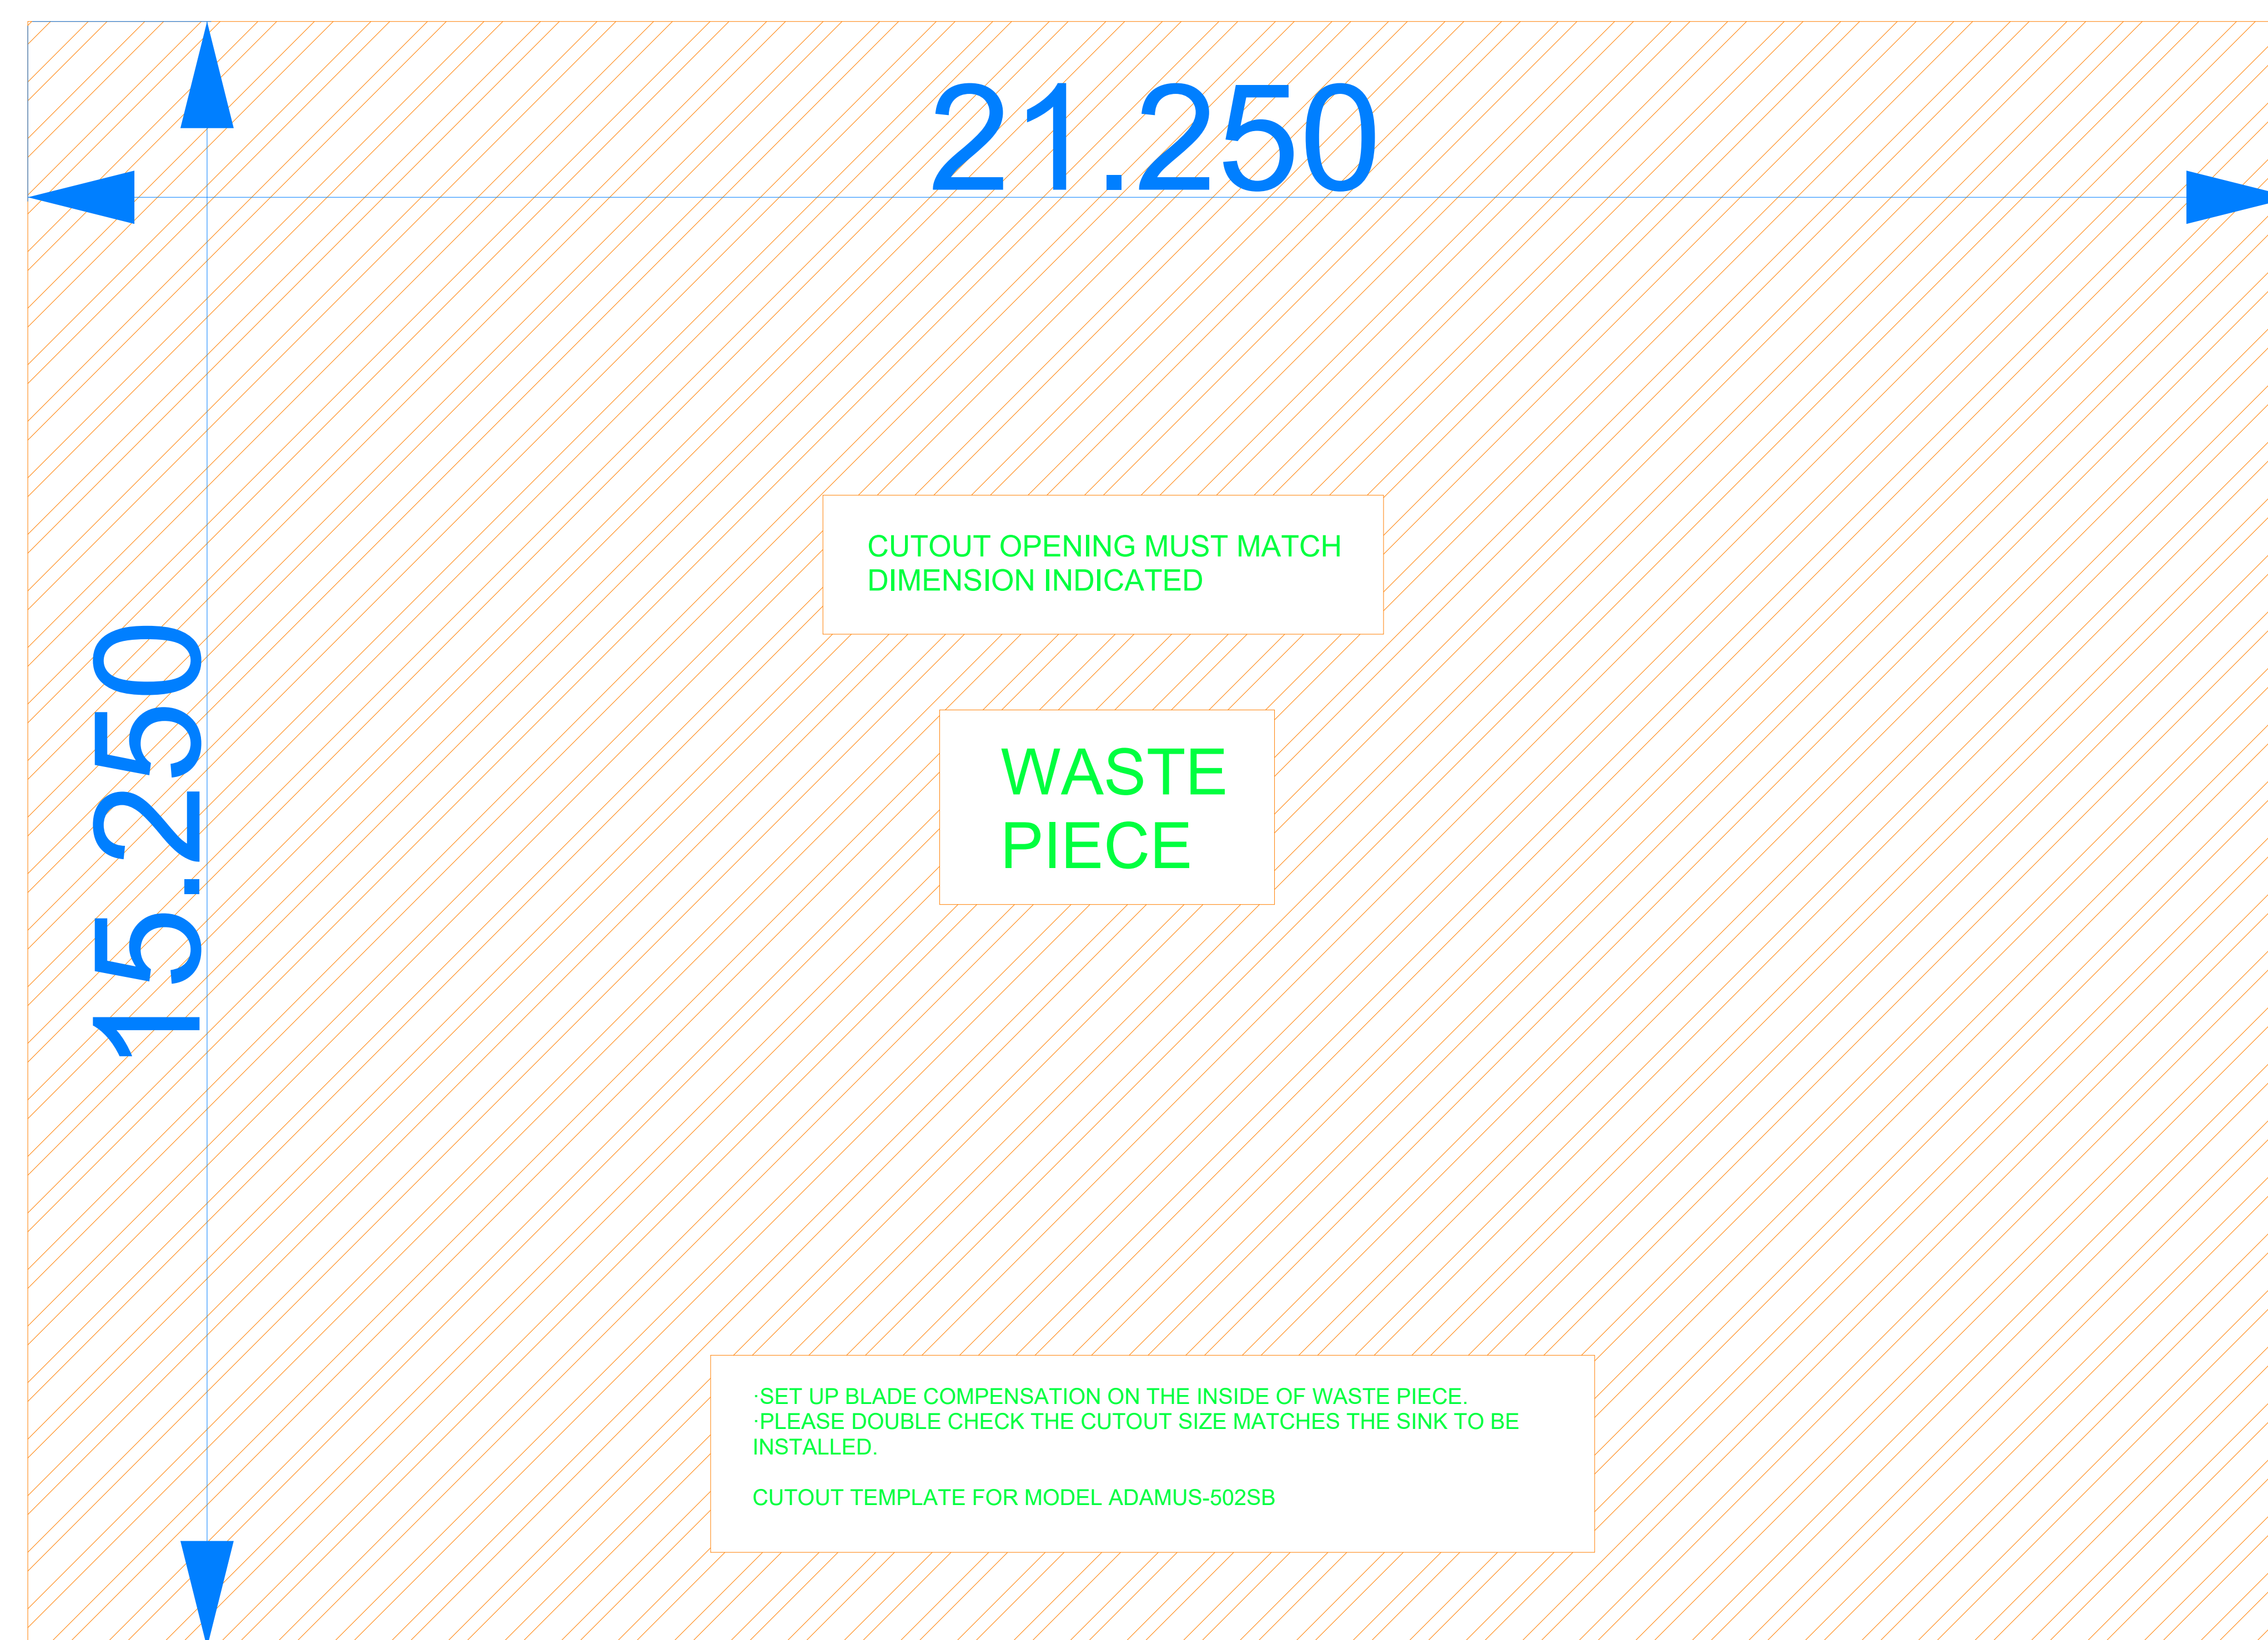 21.250
CUTOUT OPENING MUST MATCH
DIMENSION INDICATED
15.250
WASTE
PIECE
·SET UP BLADE COMPENSATION ON THE INSIDE OF WASTE PIECE.
·PLEASE DOUBLE CHECK THE CUTOUT SIZE MATCHES THE SINK TO BE
INSTALLED.
CUTOUT TEMPLATE FOR MODEL ADAMUS-502SB